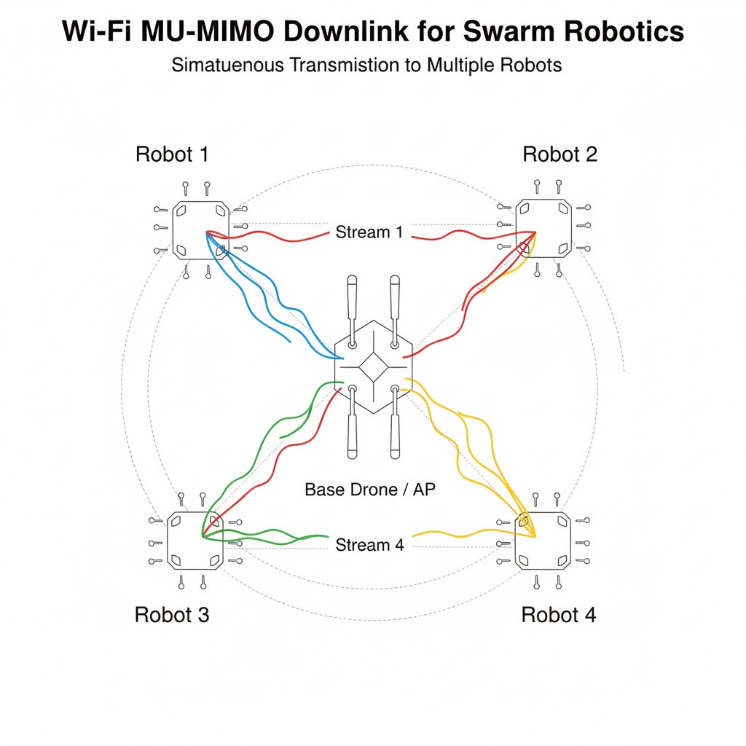 Wi-Fi MU-MIMO Downlink for Swarm Robotics
Simatuenous Transmistion to Multiple Robots
Robot 1
Robot 2
Stream 1
Base Drone / AP
Stream 4
Robot 3
Robot 4